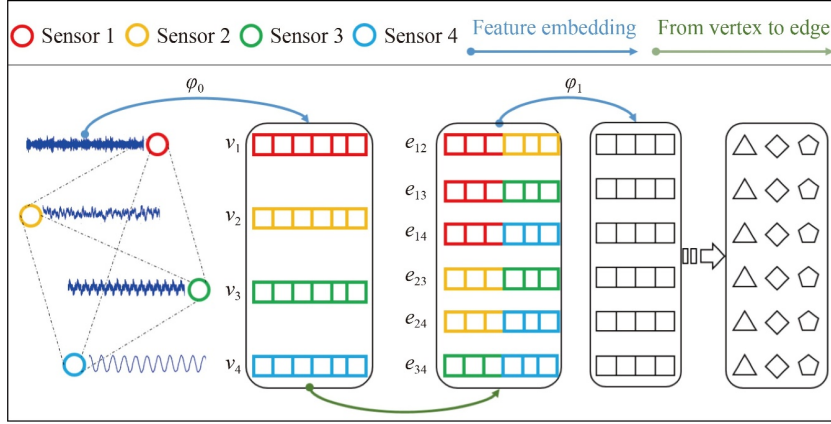 Sensor 1 Sensor 2 Sensor 3 Sensor 4 Feature embedding From vertex to edge
φ0 φ1
v1 e12
e13
v2 e14
v3 e23
e24
v4 e34